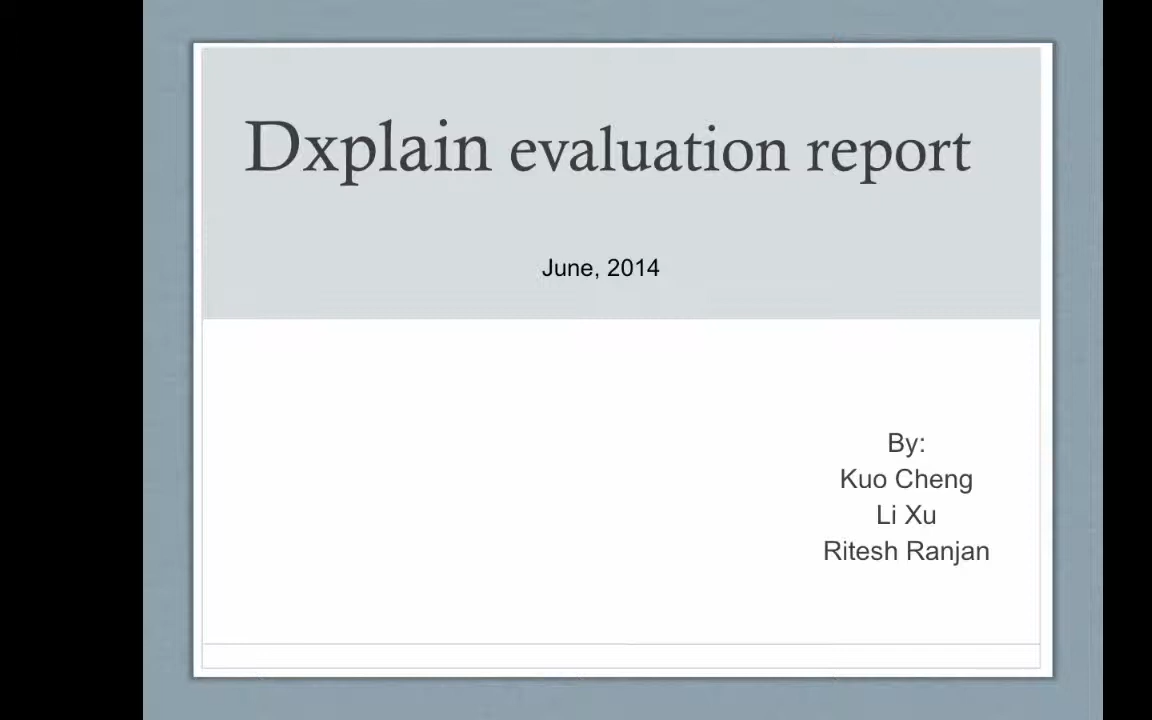 Dxplain evaluation report
June, 2014
By:
Kuo Cheng
Li Xu
Ritesh Ranjan